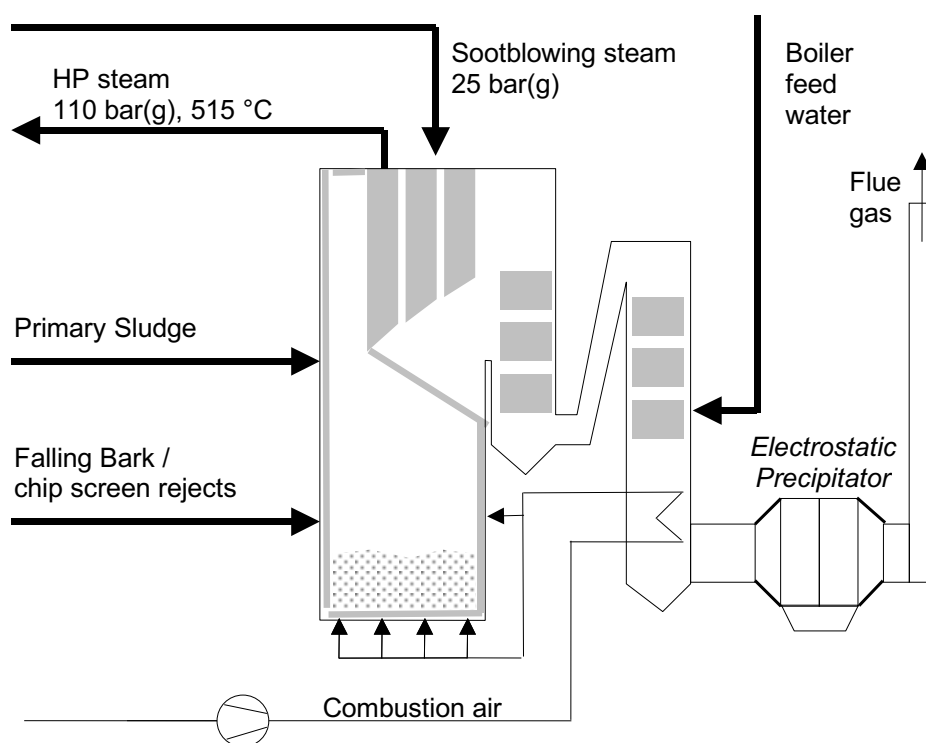 Sootblowing steam
25 bar(g)
Boiler
feed
water
HP steam
110 bar(g), 515 °C
Flue
gas
Primary Sludge
Falling Bark /
chip screen rejects
Electrostatic
Precipitator
Combustion air